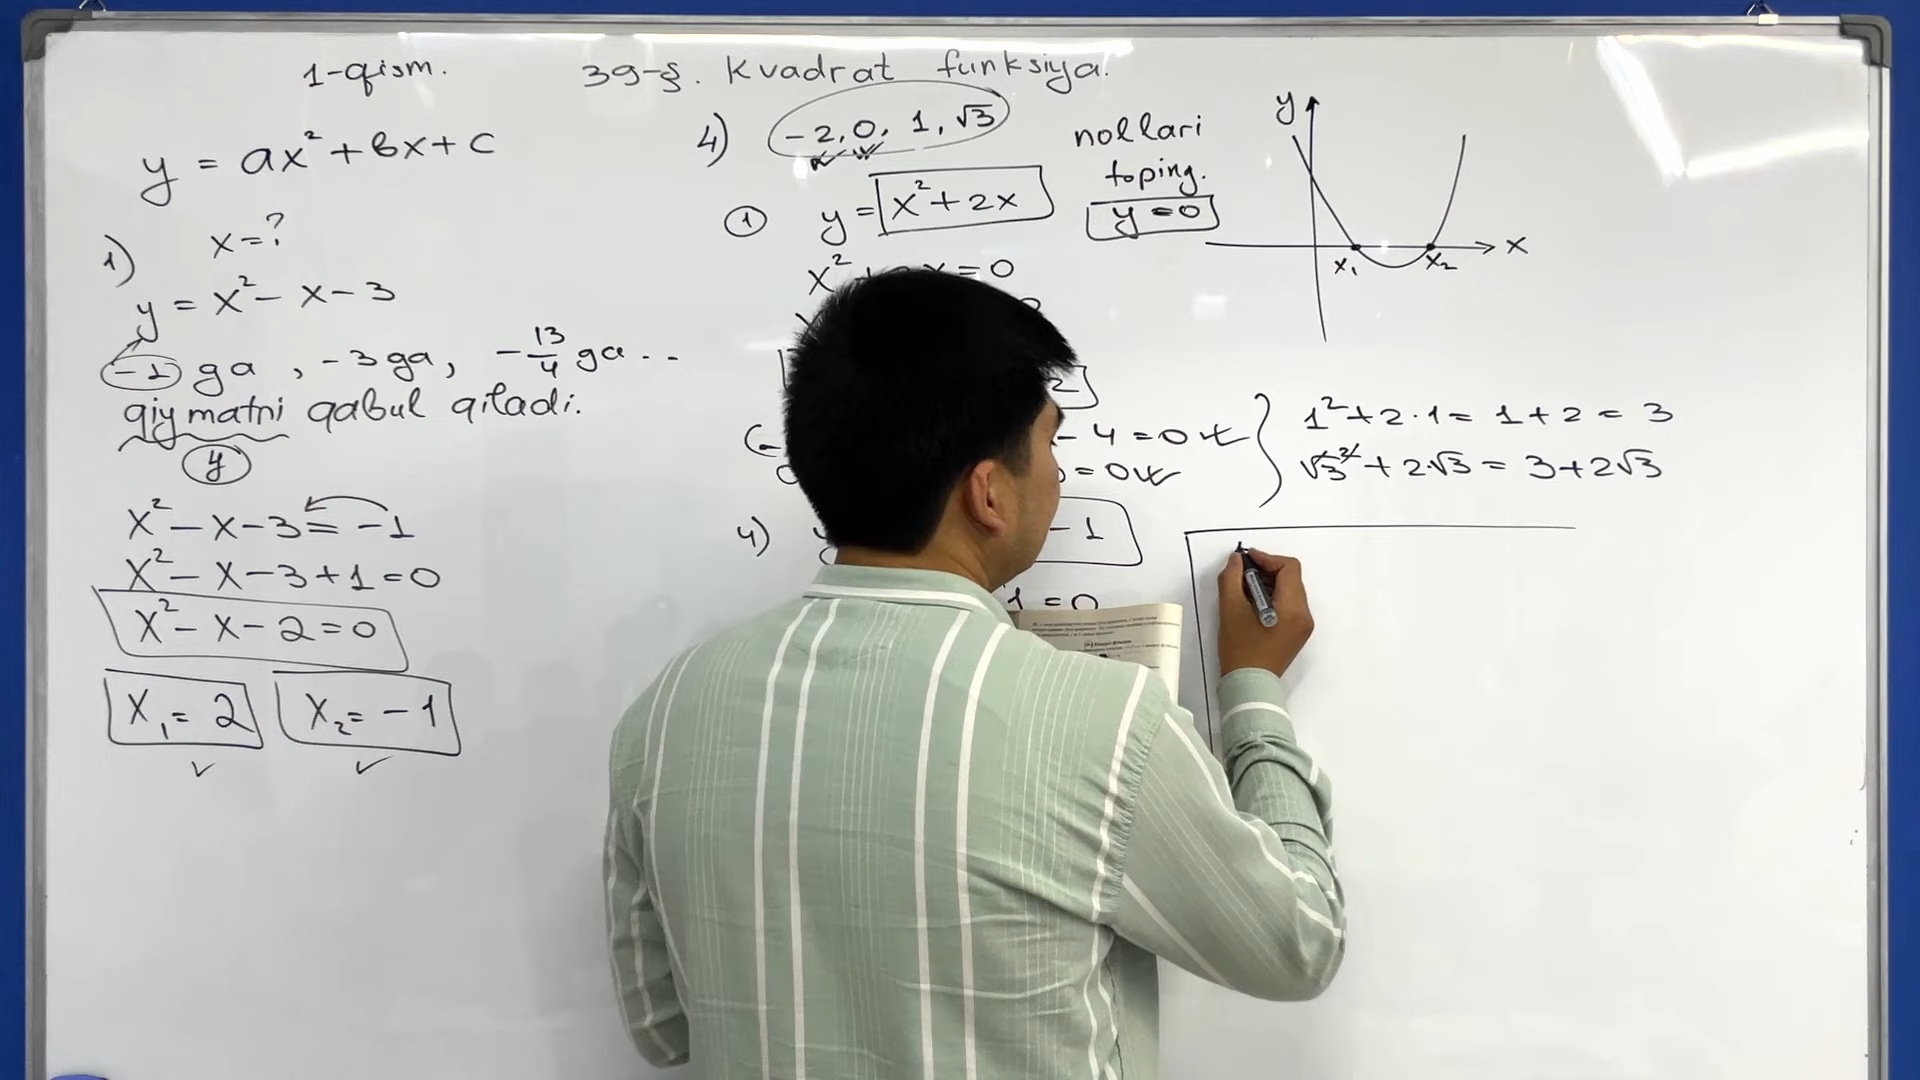 1-qism.
39-§. Kvadrat funksiya.
y = ax² + bx + c
1) x = ?
y = x² - x - 3
-1 ga, -3 ga, -13/4 ga ..
qiymatni qabul qiladi.
y
x² - x - 3 = -1
x² - x - 3 + 1 = 0
x² - x - 2 = 0
x₁ = 2
x₂ = -1
4) -2, 0, 1, √3
nollari
toping.
① y = x² + 2x
y = 0
x²
x = 0
- 4 = 0
= 0
4) y
- 1
1 = 0
y
x
x₁
x₂
1² + 2·1 = 1 + 2 = 3
√3² + 2·√3 = 3 + 2√3